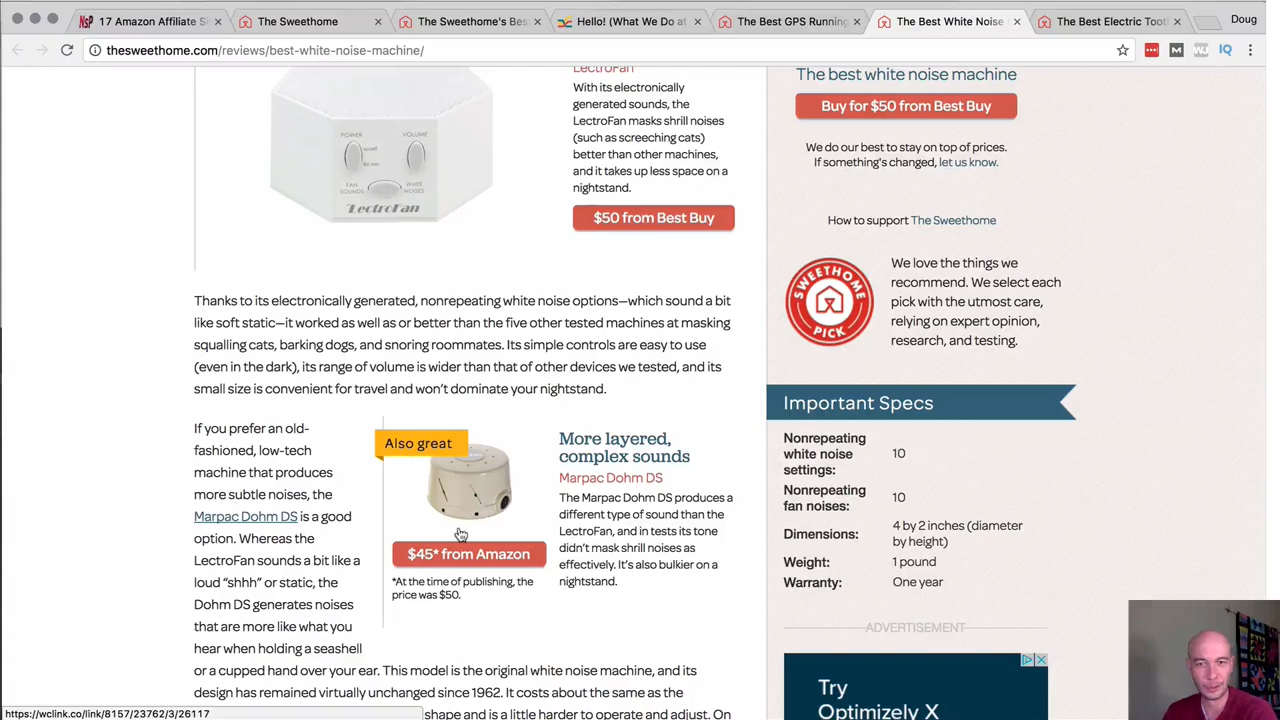 17 Amazon Affiliate Si
The Sweethome
The Sweethome's Bes
Hello! (What We Do at
The Best GPS Running
The Best White Noise
The Best Electric Toot
Doug
thesweethome.com/reviews/best-white-noise-machine/
LectroFan
With its electronically
generated sounds, the
LectroFan masks shrill noises
(such as screeching cats)
better than other machines,
and it takes up less space on a
nightstand.
$50 from Best Buy
POWER
VOLUME
on/off
60 min
FAN
SOUNDS
WHITE
NOISES
LectroFan
Thanks to its electronically generated, nonrepeating white noise options—which sound a bit
like soft static—it worked as well as or better than the five other tested machines at masking
squalling cats, barking dogs, and snoring roommates. Its simple controls are easy to use
(even in the dark), its range of volume is wider than that of other devices we tested, and its
small size is convenient for travel and won't dominate your nightstand.
If you prefer an old-
fashioned, low-tech
machine that produces
more subtle noises, the
Marpac Dohm DS is a good
option. Whereas the
LectroFan sounds a bit like a
loud "shhh" or static, the
Dohm DS generates noises
that are more like what you
hear when holding a seashell
or a cupped hand over your ear. This model is the original white noise machine, and its
design has remained virtually unchanged since 1962. It costs about the same as the
shape and is a little harder to operate and adjust. On
Also great
$45* from Amazon
*At the time of publishing, the
price was $50.
More layered,
complex sounds
Marpac Dohm DS
The Marpac Dohm DS produces a
different type of sound than the
LectroFan, and in tests its tone
didn't mask shrill noises as
effectively. It's also bulkier on a
nightstand.
The best white noise machine
Buy for $50 from Best Buy
We do our best to stay on top of prices.
If something's changed, let us know.
How to support The Sweethome
SWEETHOME
PICK
We love the things we
recommend. We select each
pick with the utmost care,
relying on expert opinion,
research, and testing.
Important Specs
Nonrepeating
white noise
settings:
10
Nonrepeating
fan noises:
10
Dimensions:
4 by 2 inches (diameter
by height)
Weight:
1 pound
Warranty:
One year
ADVERTISEMENT
Try
Optimizely X
https://wclink.co/link/8157/23762/3/26117